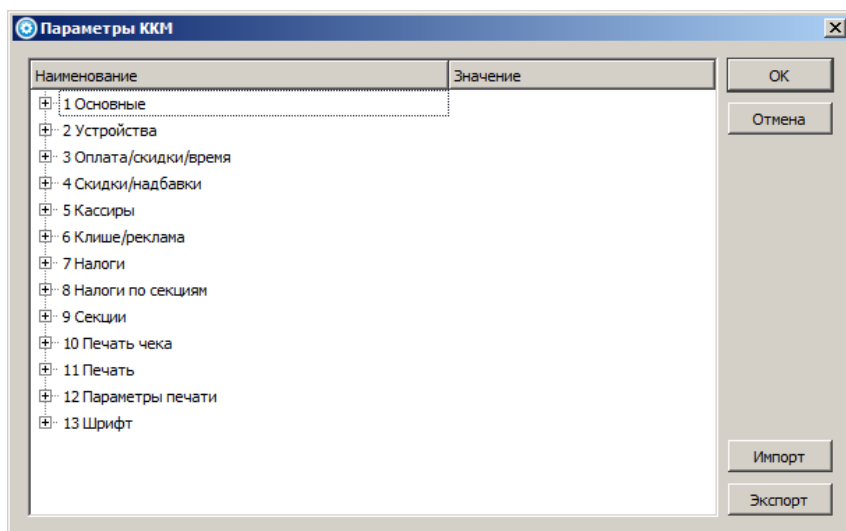 Параметры ККМ
Наименование Значение
1 Основные
2 Устройства
3 Оплата/скидки/время
4 Скидки/надбавки
5 Кассиры
6 Клише/реклама
7 Налоги
8 Налоги по секциям
9 Секции
10 Печать чека
11 Печать
12 Параметры печати
13 Шрифт
OK
Отмена
Импорт
Экспорт